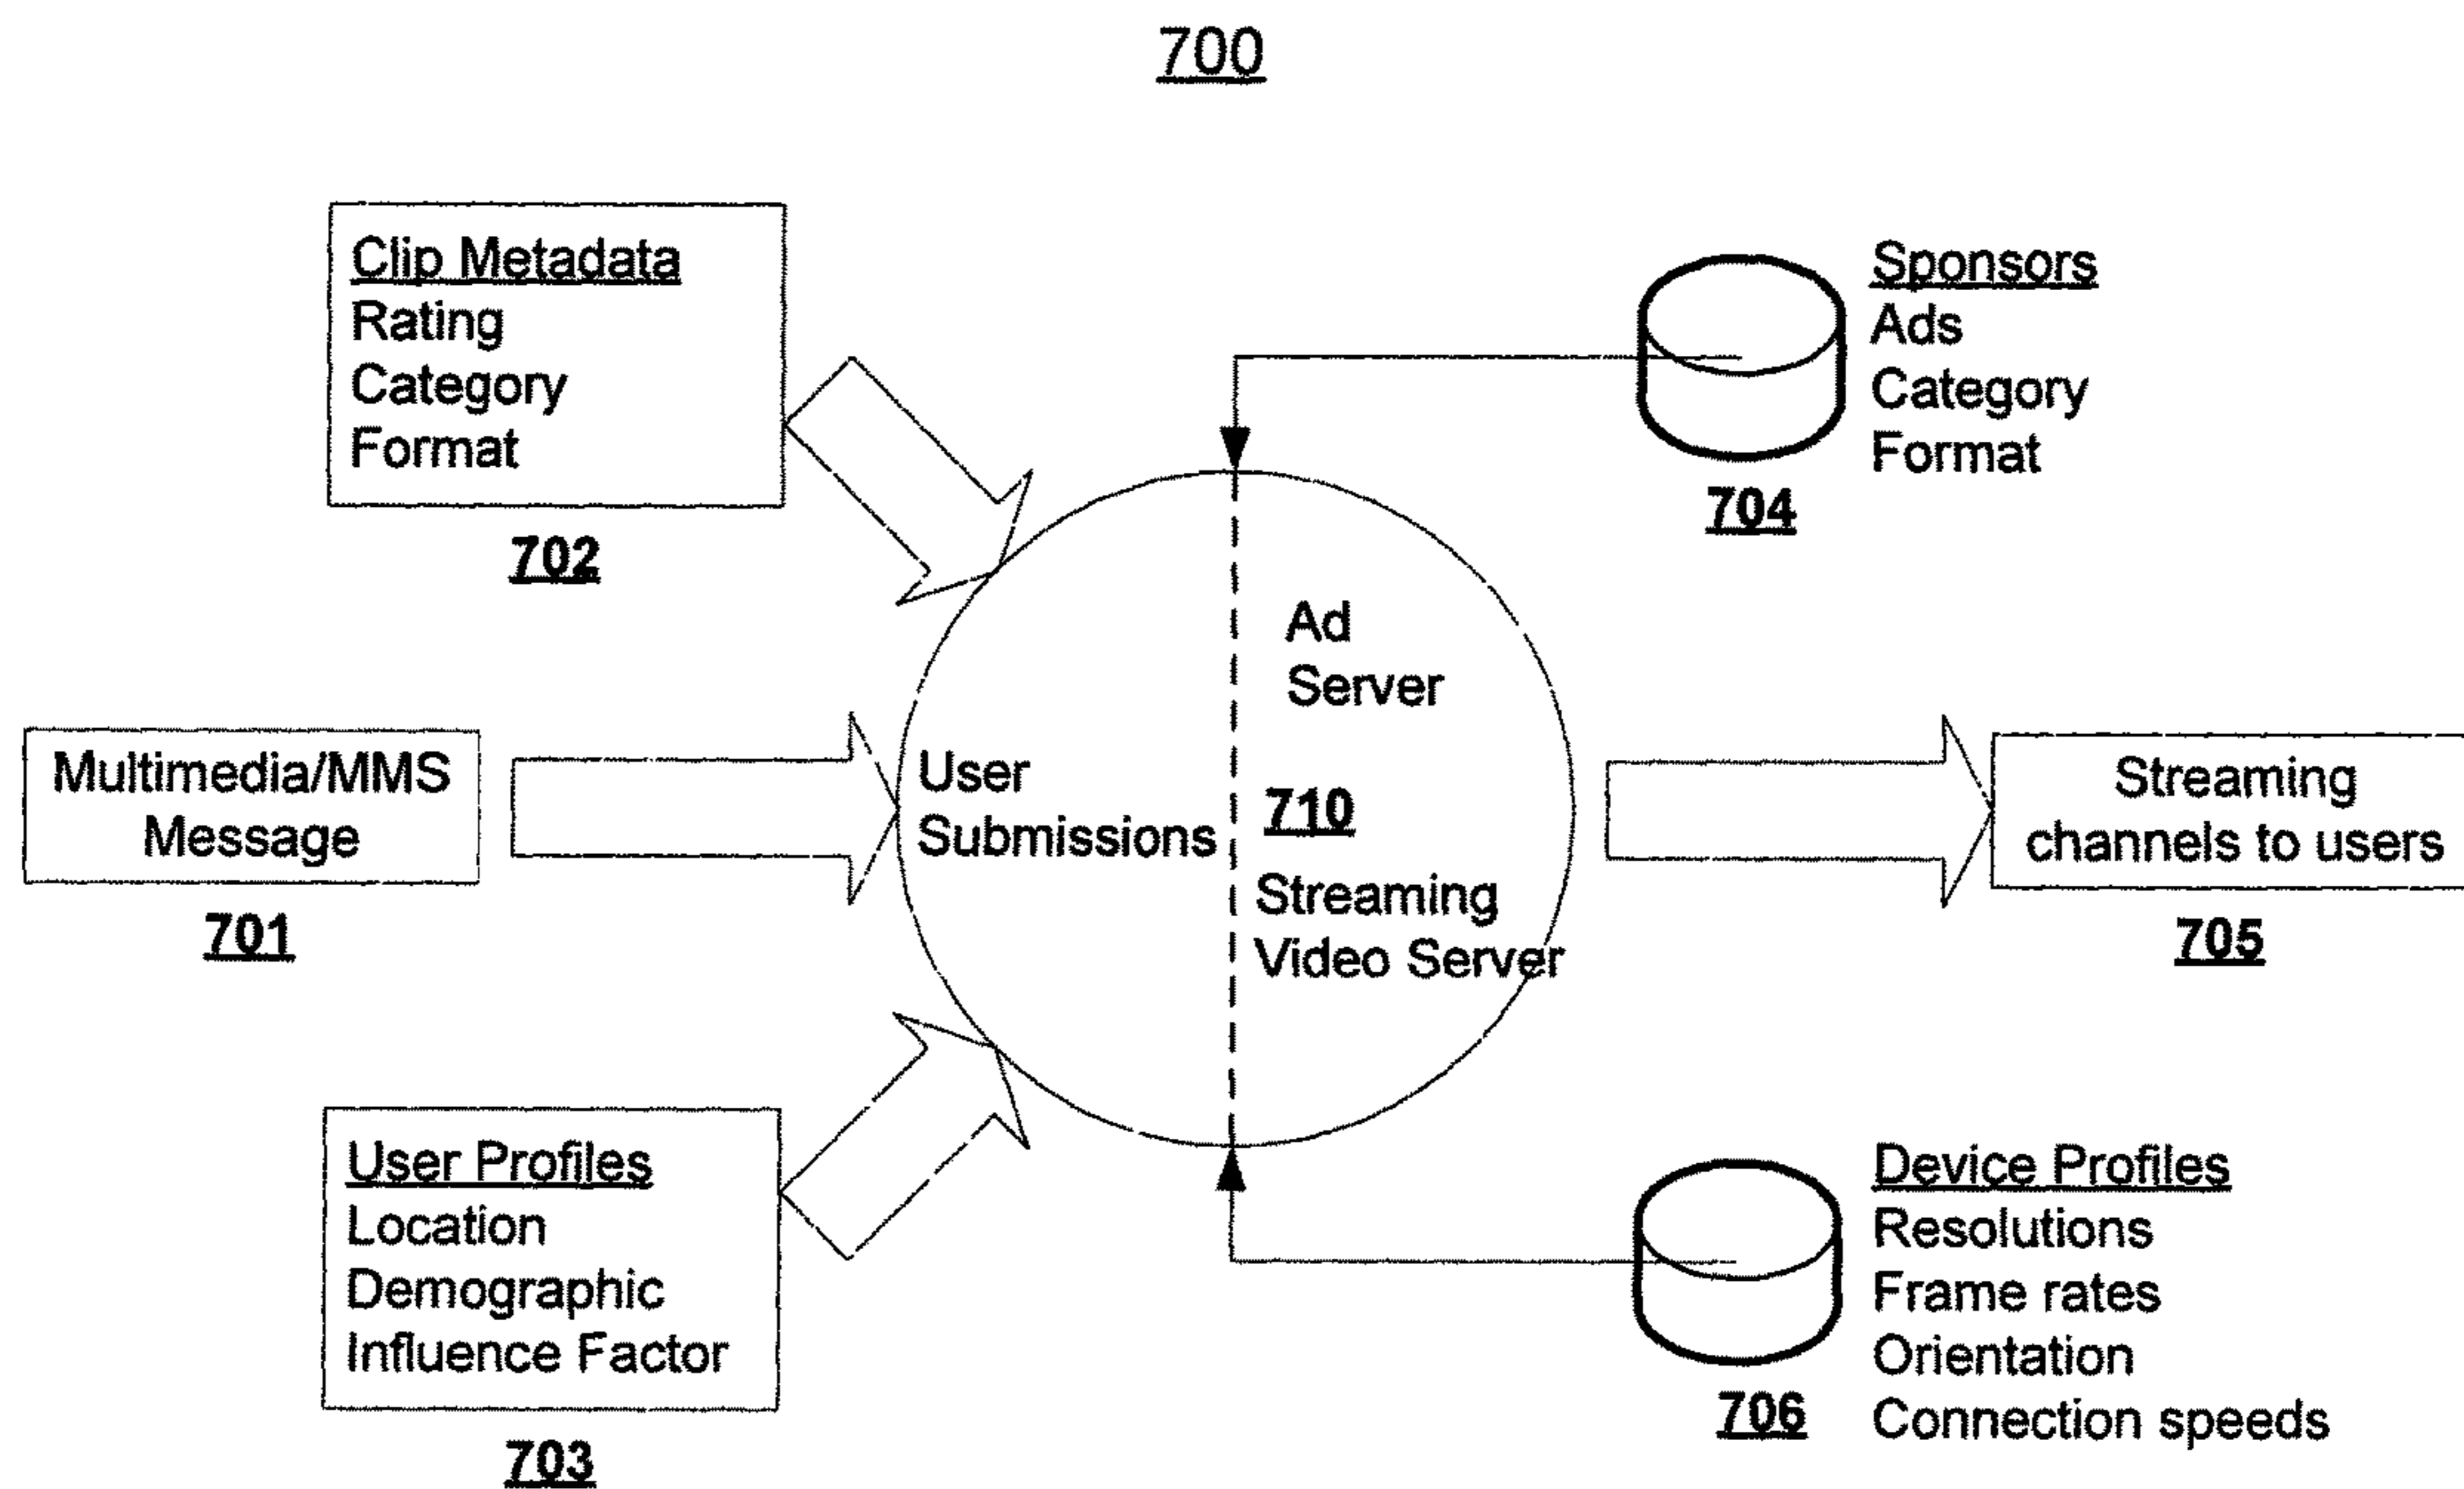 700
Clip Metadata
Rating
Category
Format
702
Sponsors
Ads
Category
Format
704
Multimedia/MMS
Message
701
User
Submissions
Ad
Server
710
Streaming
Video Server
Streaming
channels to users
705
User Profiles
Location
Demographic
Influence Factor
703
Device Profiles
Resolutions
Frame rates
Orientation
Connection speeds
706